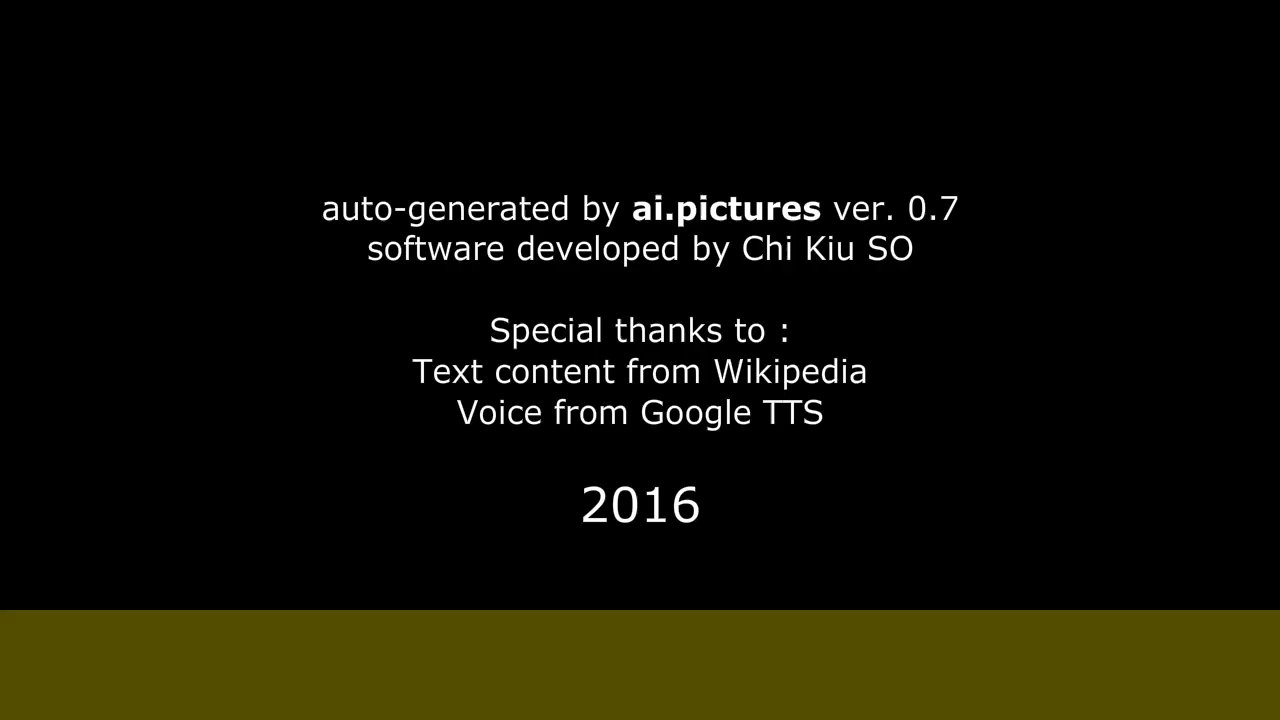 auto-generated by ai.pictures ver. 0.7
software developed by Chi Kiu SO
Special thanks to :
Text content from Wikipedia
Voice from Google TTS
2016